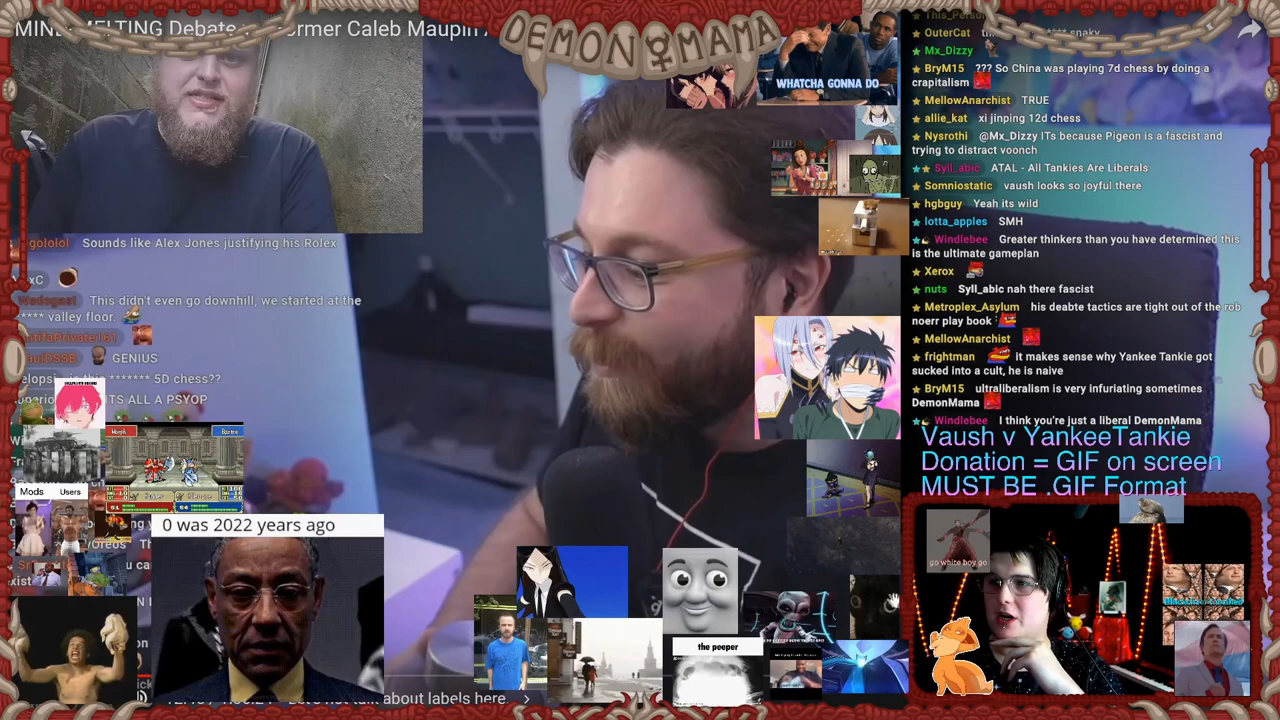 MELTING Debate
ormer Caleb Maupin
DEMON MAMA
WHATCHA GONNA DO
gololol Sounds like Alex Jones justifying his Rolex
xC
Wedogast This didn't even go downhill, we started at the
**** valley floor.
GENIUS
******* 5D chess??
ITS ALL A PSYOP
Mods Users
0 was 2022 years ago
about labels here
the peeper
OuterCat
snaky
Mx_Dizzy
BryM15 ??? So China was playing 7d chess by doing a
crapitalism
MellowAnarchist TRUE
allie_kat xi jinping 12d chess
Nysrothi @Mx_Dizzy ITs because Pigeon is a fascist and
trying to distract voonch
Syll_abic ATAL - All Tankies Are Liberals
Somniostatic vaush looks so joyful there
hgbguy Yeah its wild
lotta_apples SMH
Windlebee Greater thinkers than you have determined this
is the ultimate gameplan
Xerox
nuts Syll_abic nah there fascist
Metroplex_Asylum his deabte tactics are tight out of the rob
noerr play book
MellowAnarchist
frightman it makes sense why Yankee Tankie got
sucked into a cult, he is naive
BryM15 ultraliberalism is very infuriating sometimes
DemonMama
Windlebee I think you're just a liberal DemonMama
Vaush v YankeeTankie
Donation = GIF on screen
MUST BE .GIF Format
go white boy go